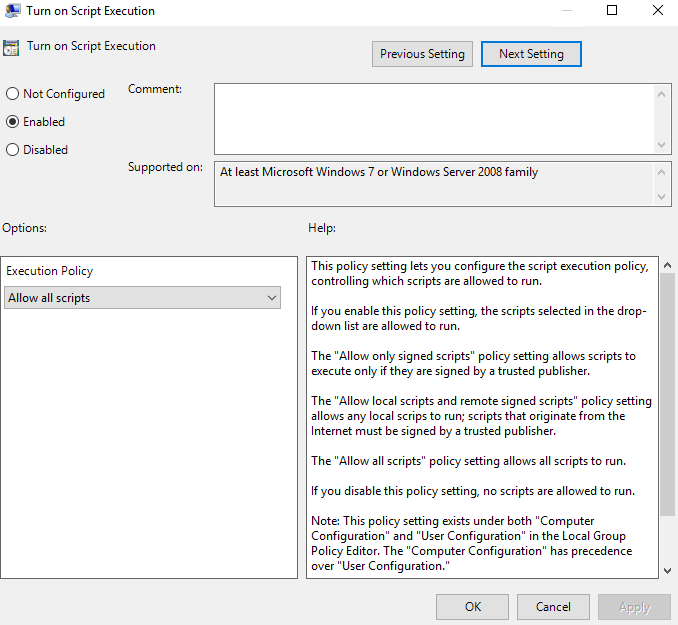 Turn on Script Execution
Turn on Script Execution
Previous Setting
Next Setting
Not Configured
Enabled
Disabled
Comment:
Supported on:
At least Microsoft Windows 7 or Windows Server 2008 family
Options:
Help:
Execution Policy
Allow all scripts
This policy setting lets you configure the script execution policy,
controlling which scripts are allowed to run.
If you enable this policy setting, the scripts selected in the drop-
down list are allowed to run.
The "Allow only signed scripts" policy setting allows scripts to
execute only if they are signed by a trusted publisher.
The "Allow local scripts and remote signed scripts" policy setting
allows any local scrips to run; scripts that originate from the
Internet must be signed by a trusted publisher.
The "Allow all scripts" policy setting allows all scripts to run.
If you disable this policy setting, no scripts are allowed to run.
Note: This policy setting exists under both "Computer
Configuration" and "User Configuration" in the Local Group
Policy Editor. The "Computer Configuration" has precedence
over "User Configuration."
OK
Cancel
Apply